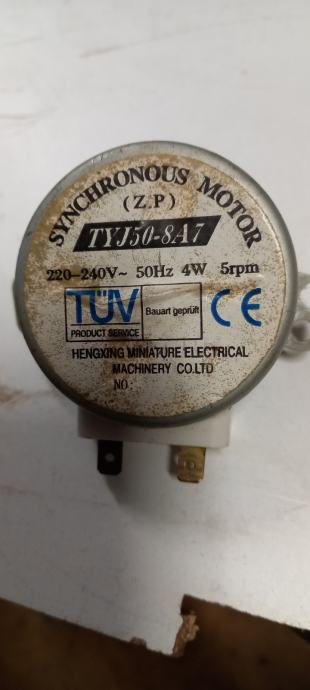 SYNCHRONOUS MOTOR
(Z.P)
TYJ50-8A7
220-240V~ 50Hz 4W 5rpm
TÜV Bauart geprüft CE
PRODUCT SERVICE
HENGXING MINIATURE ELECTRICAL
MACHINERY CO.LTD
NO: